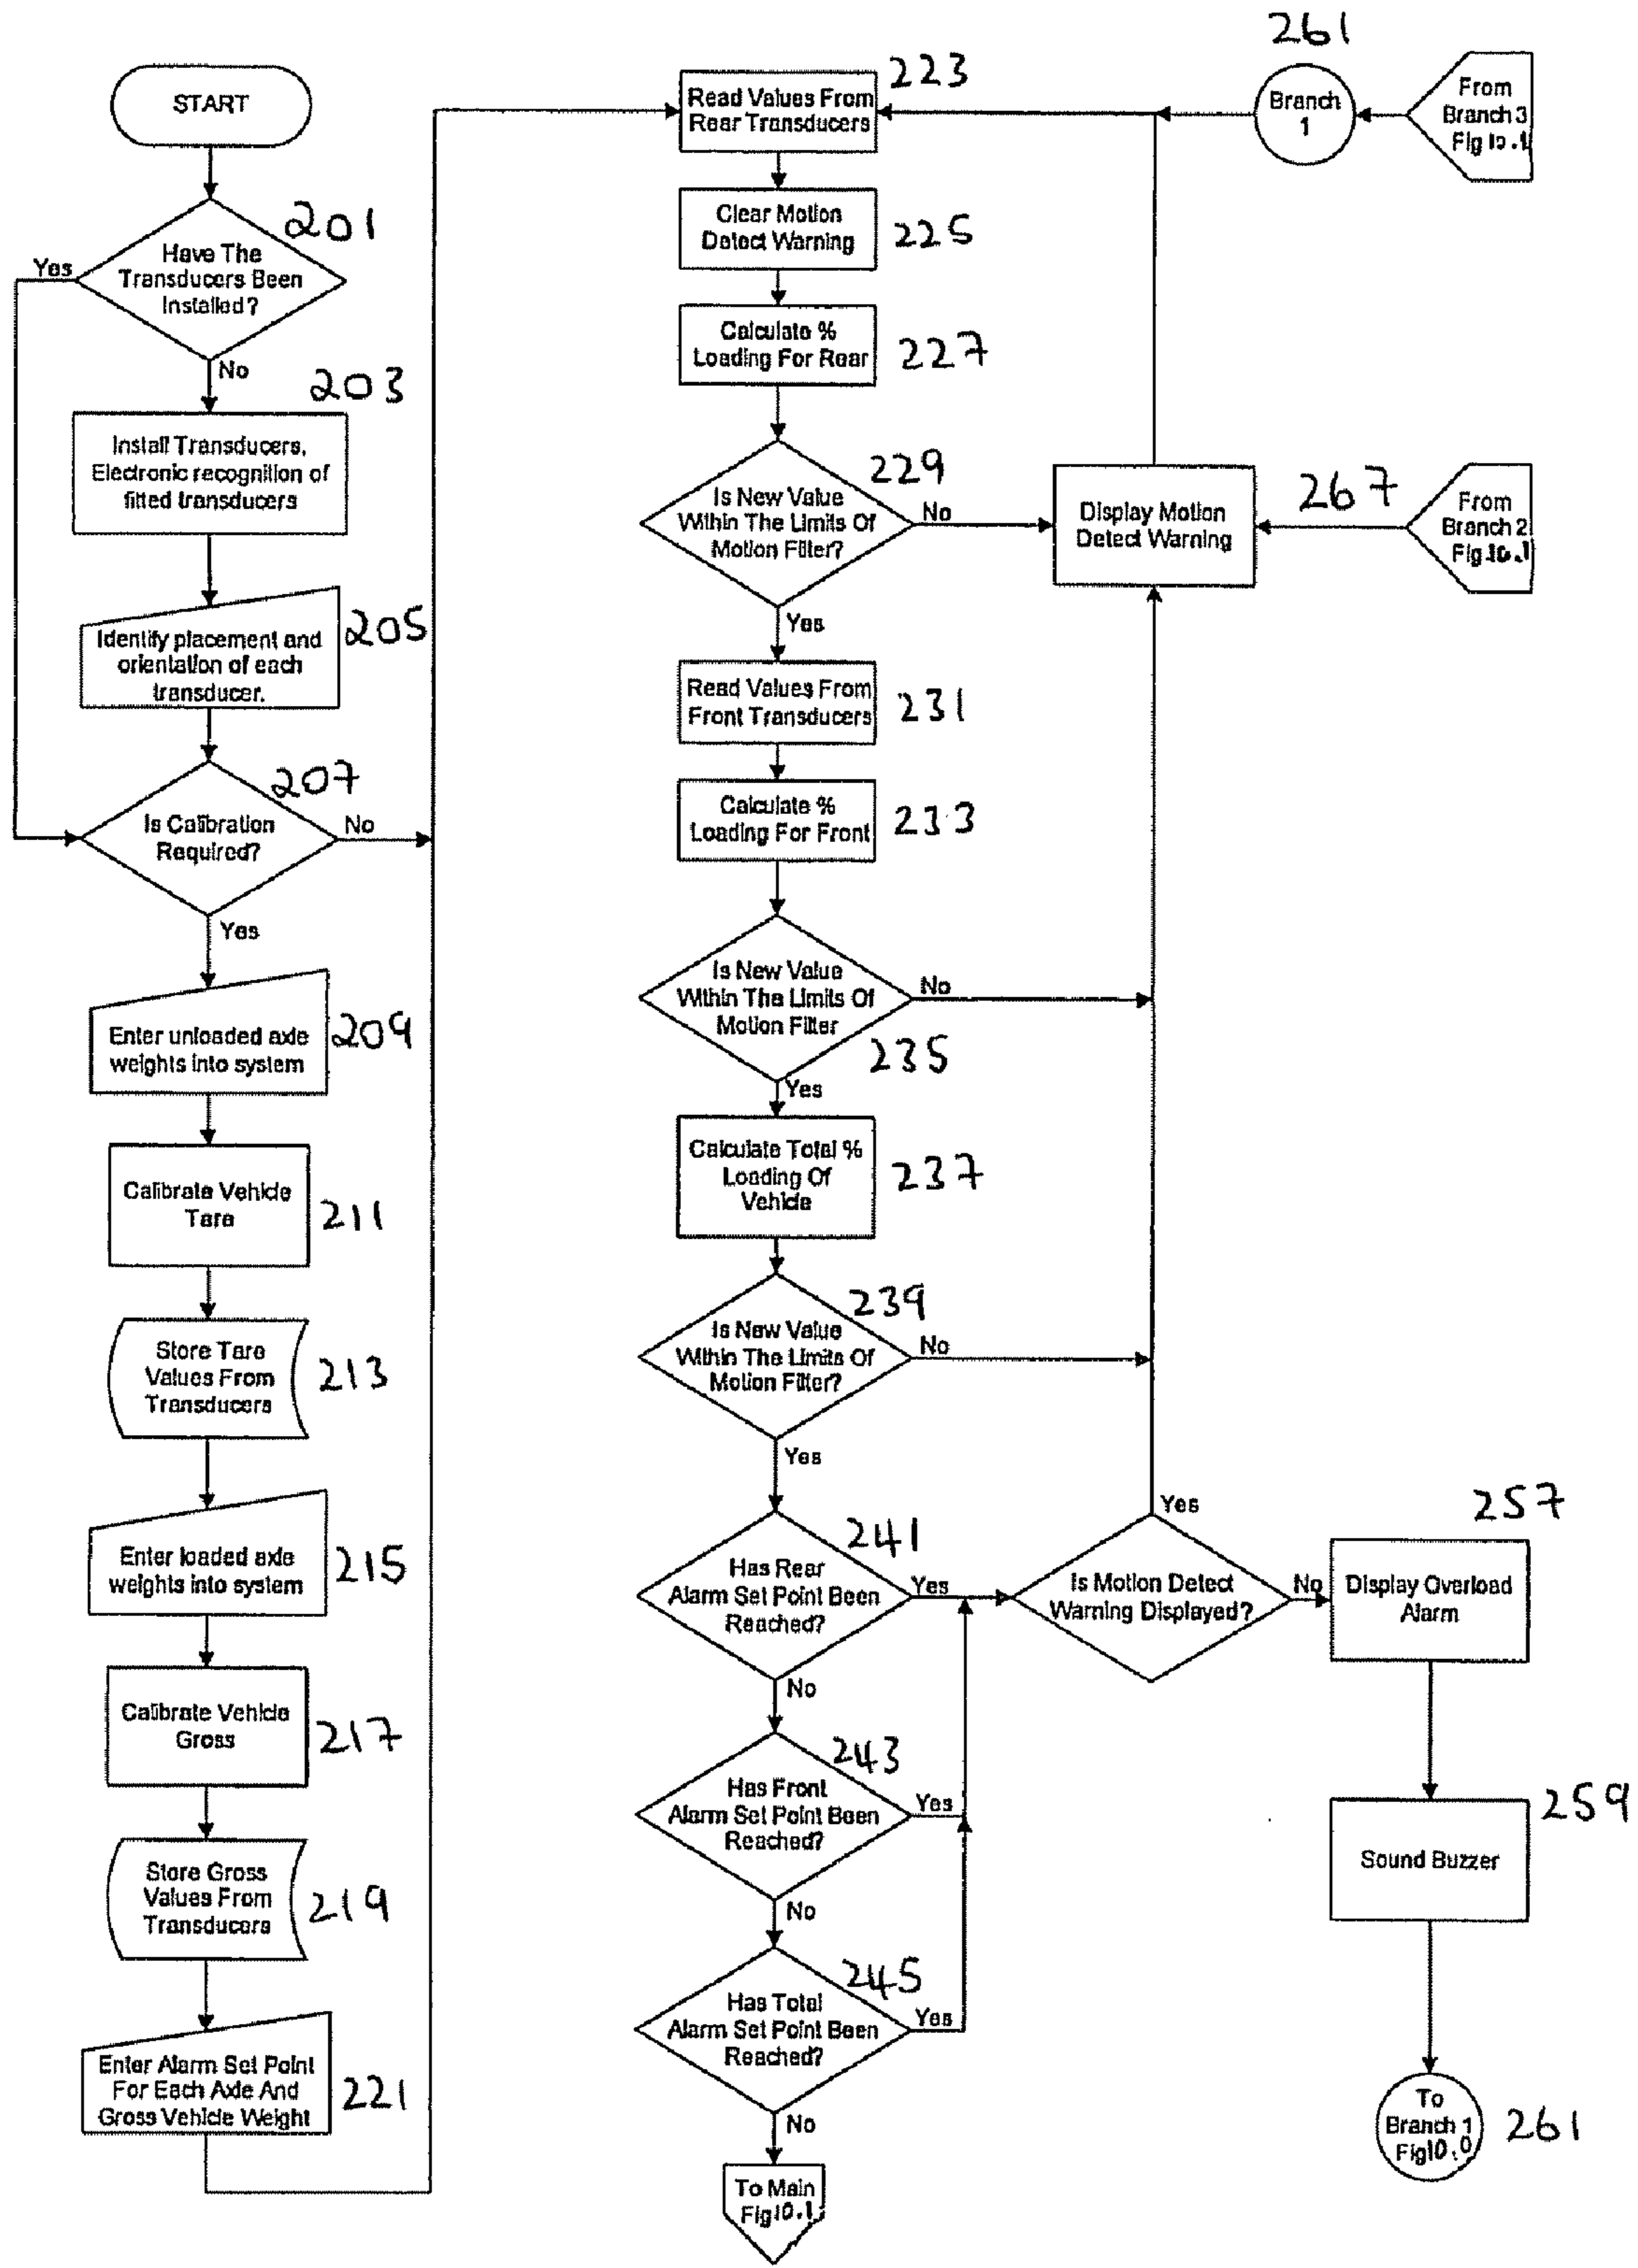 START
201
Have The
Transducers Been
Installed?
Yes
No
203
Install Transducers.
Electronic recognition of
fitted transducers
205
Identify placement and
orientation of each
transducer.
207
Is Calibration
Required?
No
Yes
209
Enter unloaded axle
weights into system
Calibrate Vehicle
Tare
211
Store Tare
Values From
Transducers
213
Enter loaded axle
weights into system
215
Calibrate Vehicle
Gross
217
Store Gross
Values From
Transducers
219
Enter Alarm Set Point
For Each Axle And
Gross Vehicle Weight
221
223
Read Values From
Rear Transducers
Clear Motion
Detect Warning
225
Calculate %
Loading For Rear
227
229
Is New Value
Within The Limits Of
Motion Filter?
No
Yes
Read Values From
Front Transducers
231
Calculate %
Loading For Front
233
Is New Value
Within The Limits Of
Motion Filter
No
235
Yes
Calculate Total %
Loading Of
Vehicle
237
239
Is New Value
Within The Limits Of
Motion Filter?
No
Yes
241
Has Rear
Alarm Set Point Been
Reached?
Yes
No
243
Has Front
Alarm Set Point Been
Reached?
Yes
No
245
Has Total
Alarm Set Point Been
Reached?
Yes
No
To Main
Fig10.1
261
Branch
1
From
Branch 3
Fig 10.1
Display Motion
Detect Warning
267
From
Branch 2
Fig.10.1
Yes
Is Motion Detect
Warning Displayed?
No
257
Display Overload
Alarm
259
Sound Buzzer
To
Branch 1
Fig10.0
261